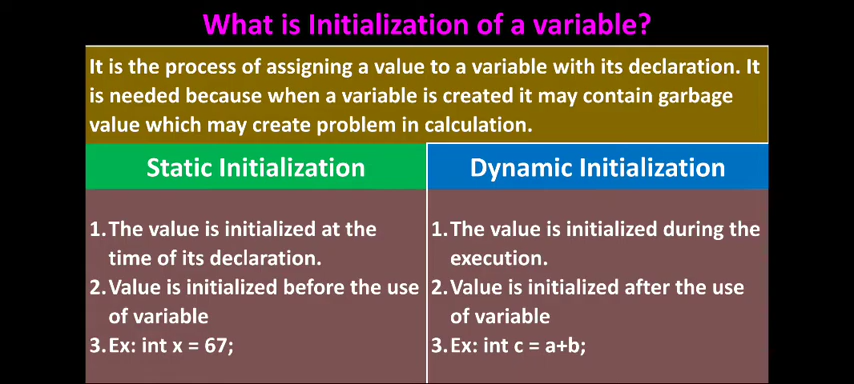 What is Initialization of a variable?
It is the process of assigning a value to a variable with its declaration. It
is needed because when a variable is created it may contain garbage
value which may create problem in calculation.
Static Initialization
1. The value is initialized at the
time of its declaration.
2. Value is initialized before the use
of variable
3. Ex: int x = 67;
Dynamic Initialization
1. The value is initialized during the
execution.
2. Value is initialized after the use
of variable
3. Ex: int c = a+b;